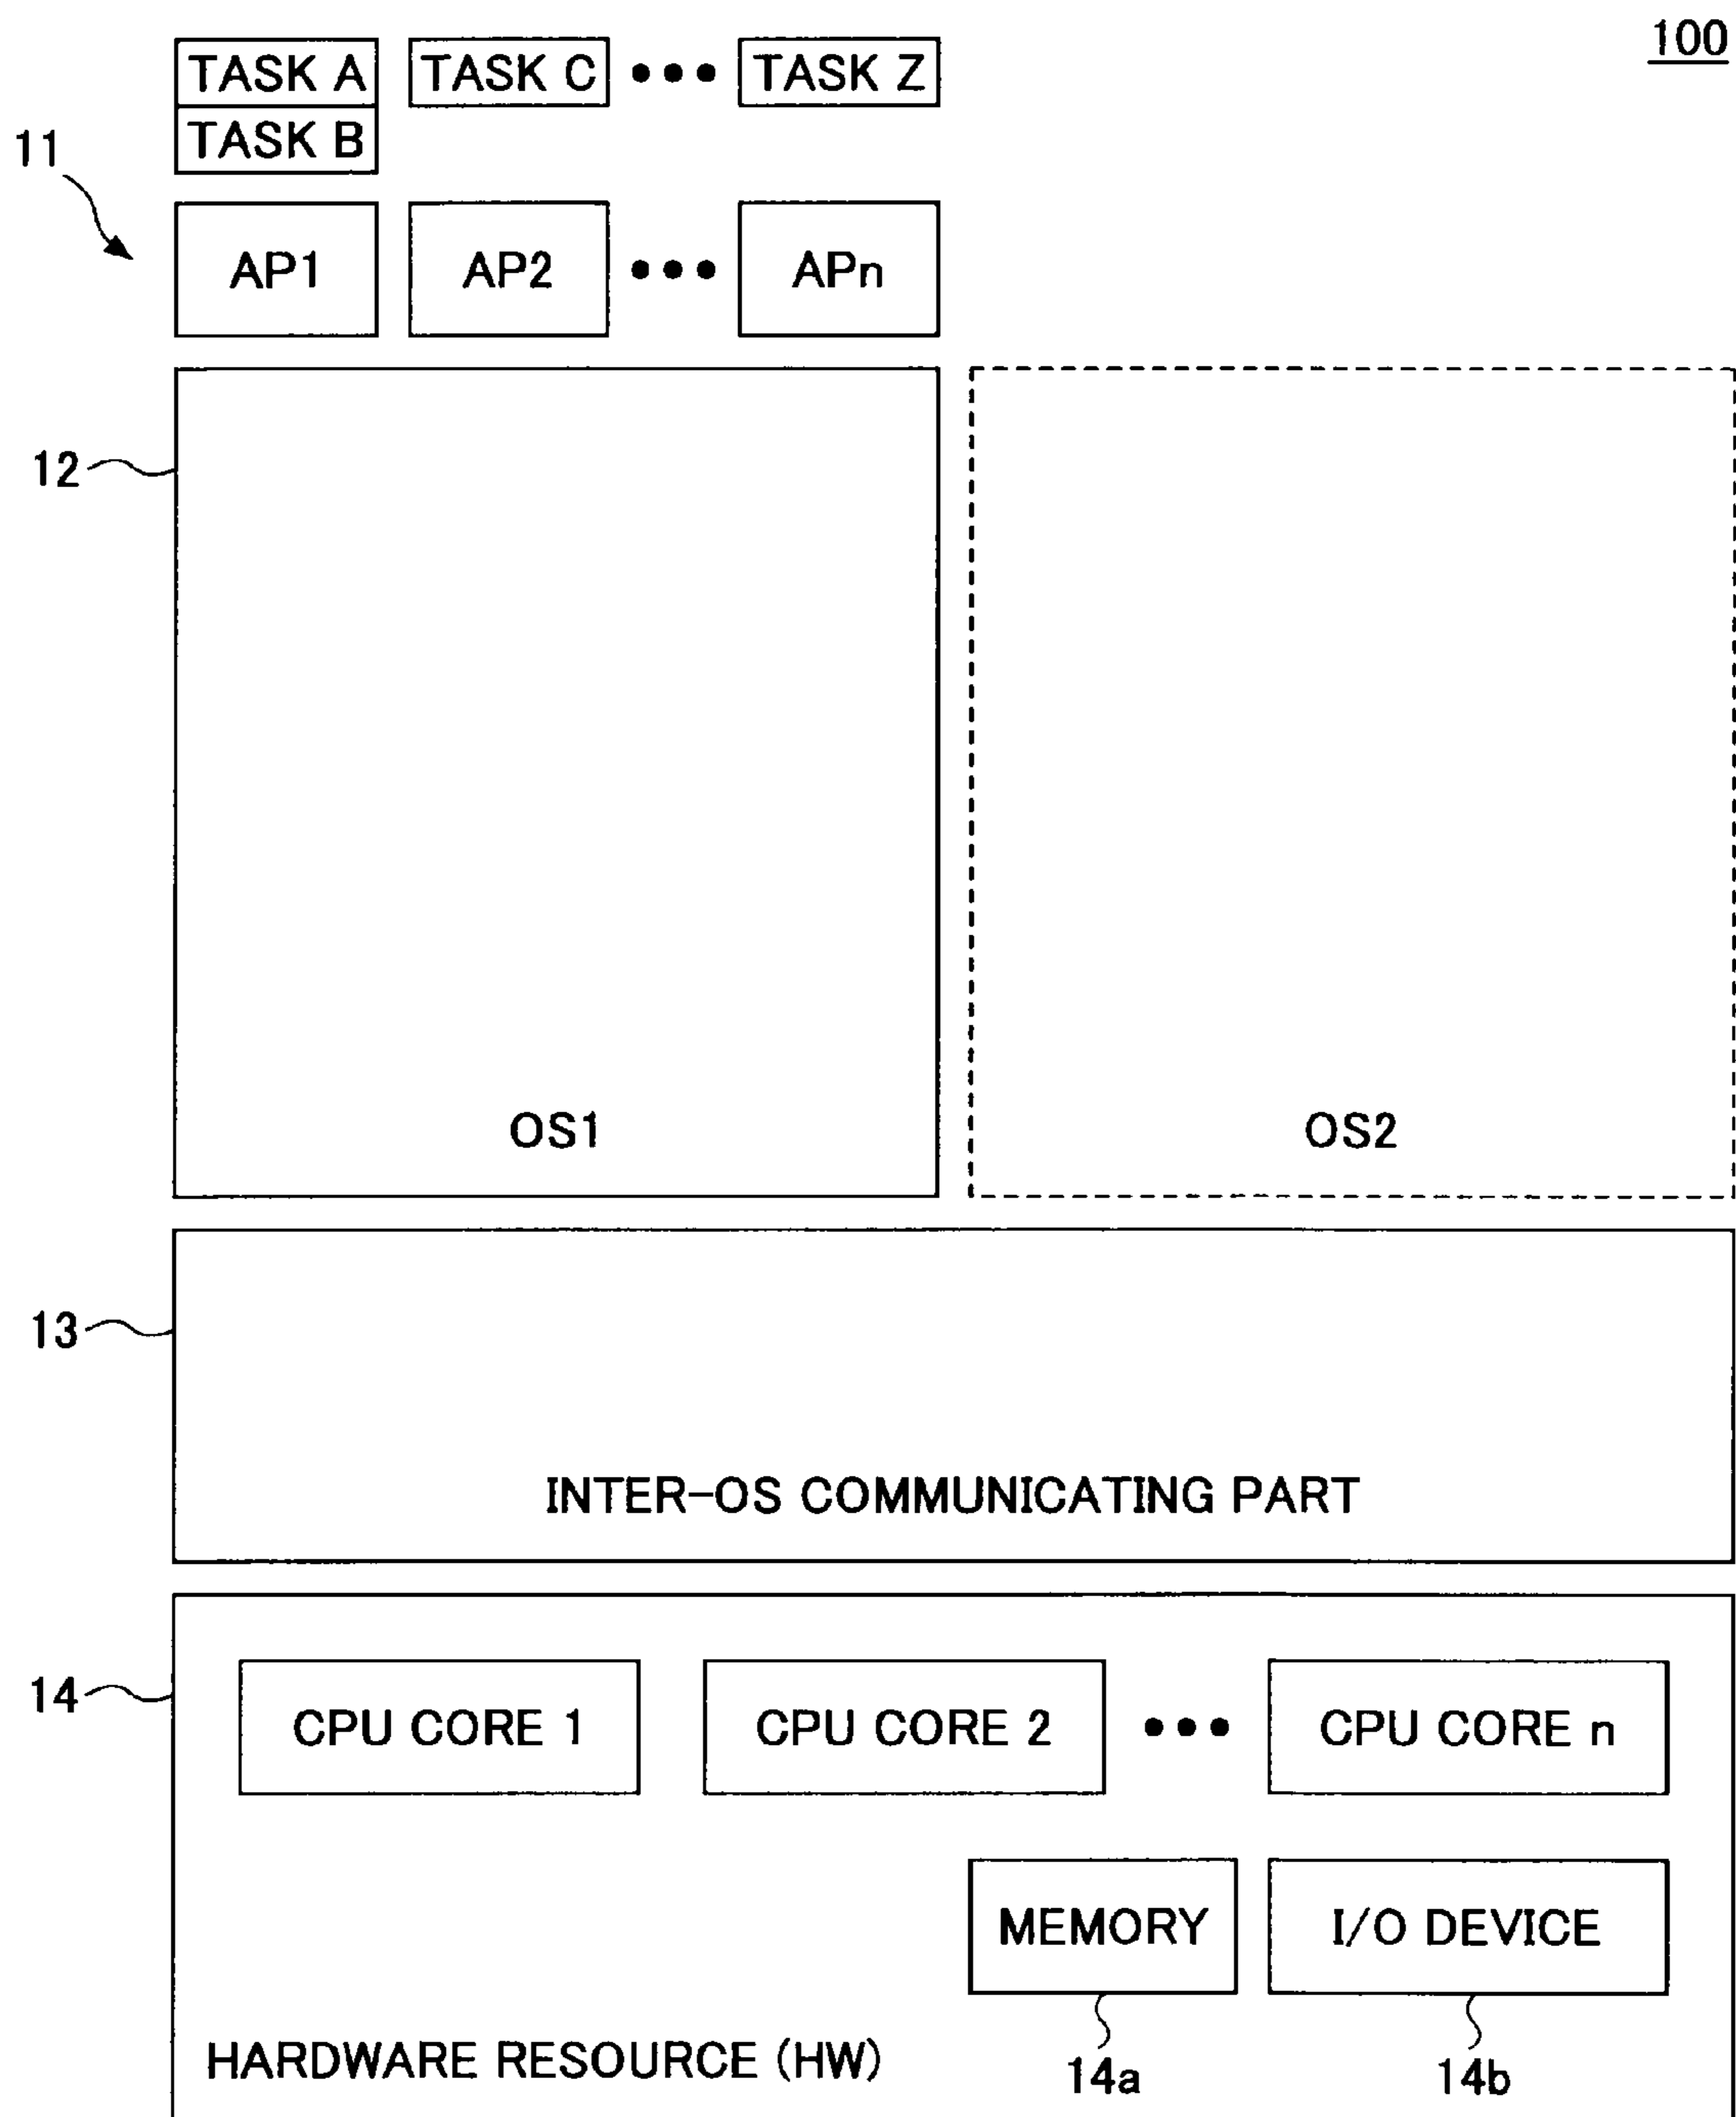 100
TASK A TASK C ••• TASK Z
TASK B
11
AP1 AP2 ••• APn
12
OS1 OS2
13
INTER-OS COMMUNICATING PART
14
CPU CORE 1 CPU CORE 2 ••• CPU CORE n
MEMORY I/O DEVICE
HARDWARE RESOURCE (HW) 14a 14b